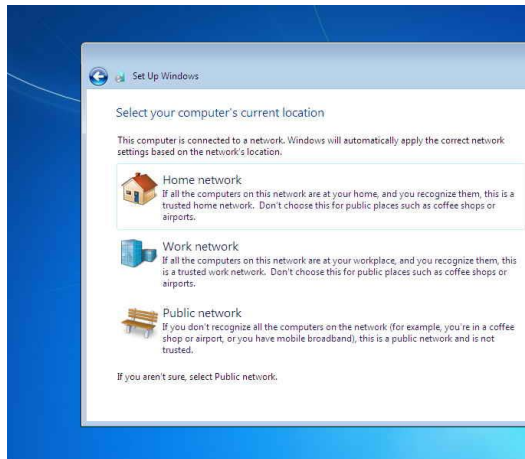 Set Up Windows
Select your computer's current location
This computer is connected to a network. Windows will automatically apply the correct network
settings based on the network's location.
Home network
If all the computers on this network are at your home, and you recognize them, this is a
trusted home network.  Don't choose this for public places such as coffee shops or
airports.
Work network
If all the computers on this network are at your workplace, and you recognize them, this
is a trusted work network.  Don't choose this for public places such as coffee shops or
airports.
Public network
If you don't recognize all the computers on the network (for example, you're in a coffee
shop or airport, or you have mobile broadband), this is a public network and is not
trusted.
If you aren't sure, select Public network.